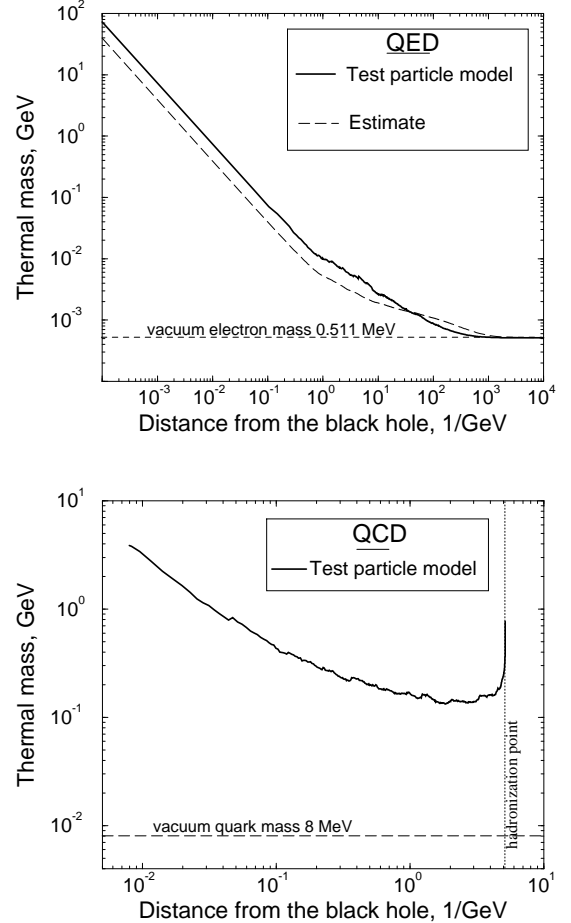 10^2
10^1
10^0
10^-1
10^-2
10^-3
Thermal mass, GeV
QED
Test particle model
Estimate
vacuum electron mass 0.511 MeV
10^-3 10^-2 10^-1 10^0 10^1 10^2 10^3 10^4
Distance from the black hole, 1/GeV
10^1
10^0
10^-1
10^-2
Thermal mass, GeV
QCD
Test particle model
vacuum quark mass 8 MeV
hadronization point
10^-2 10^-1 10^0 10^1
Distance from the black hole, 1/GeV